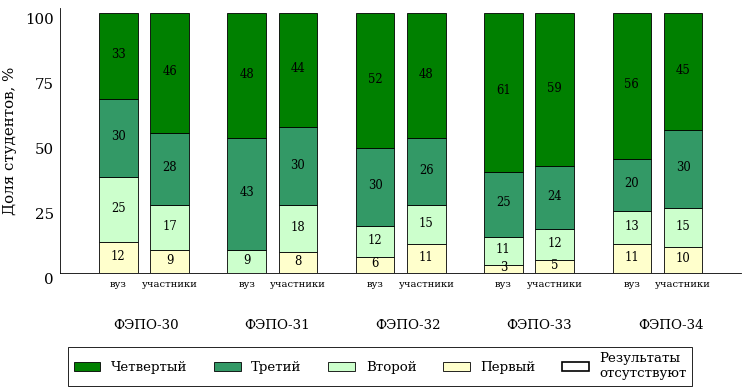 Доля студентов, %
100
75
50
25
0
33 46 48 44 52 48 61 59 56 45
30 28 43 30 30 26 25 24 20 30
25 17 9 18 12 15 11 12 13 15
12 9 8 6 11 3 5 11 10
вуз участники вуз участники вуз участники вуз участники вуз участники
ФЭПО-30 ФЭПО-31 ФЭПО-32 ФЭПО-33 ФЭПО-34
Четвертый Третий Второй Первый Результаты
отсутствуют